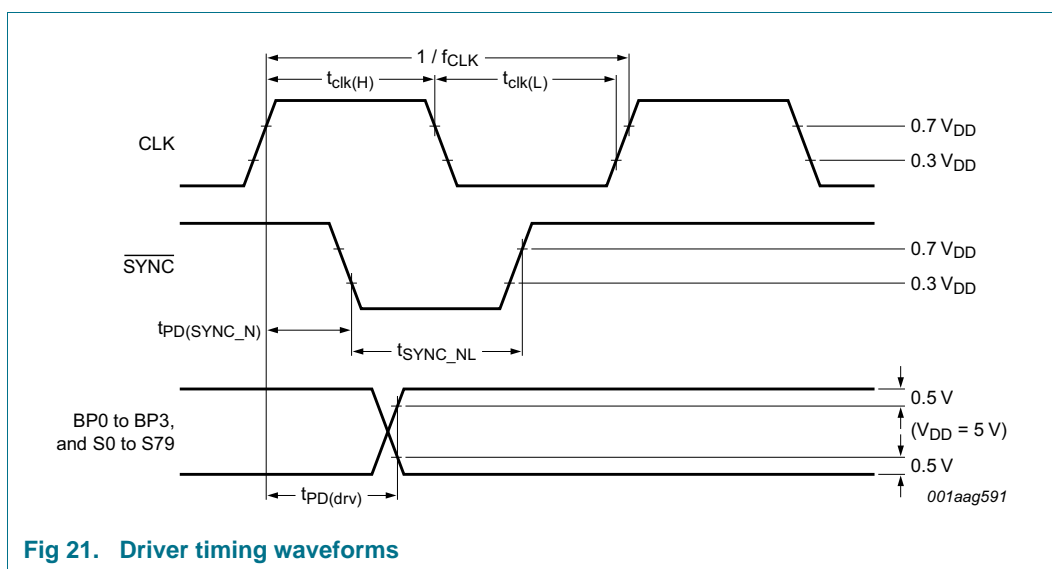 1 / fCLK
tclk(H)
tclk(L)
CLK
0.7 VDD
0.3 VDD
SYNC
0.7 VDD
0.3 VDD
tPD(SYNC_N)
tSYNC_NL
BP0 to BP3,
and S0 to S79
0.5 V
(VDD = 5 V)
0.5 V
tPD(drv)
001aag591
Fig 21. Driver timing waveforms